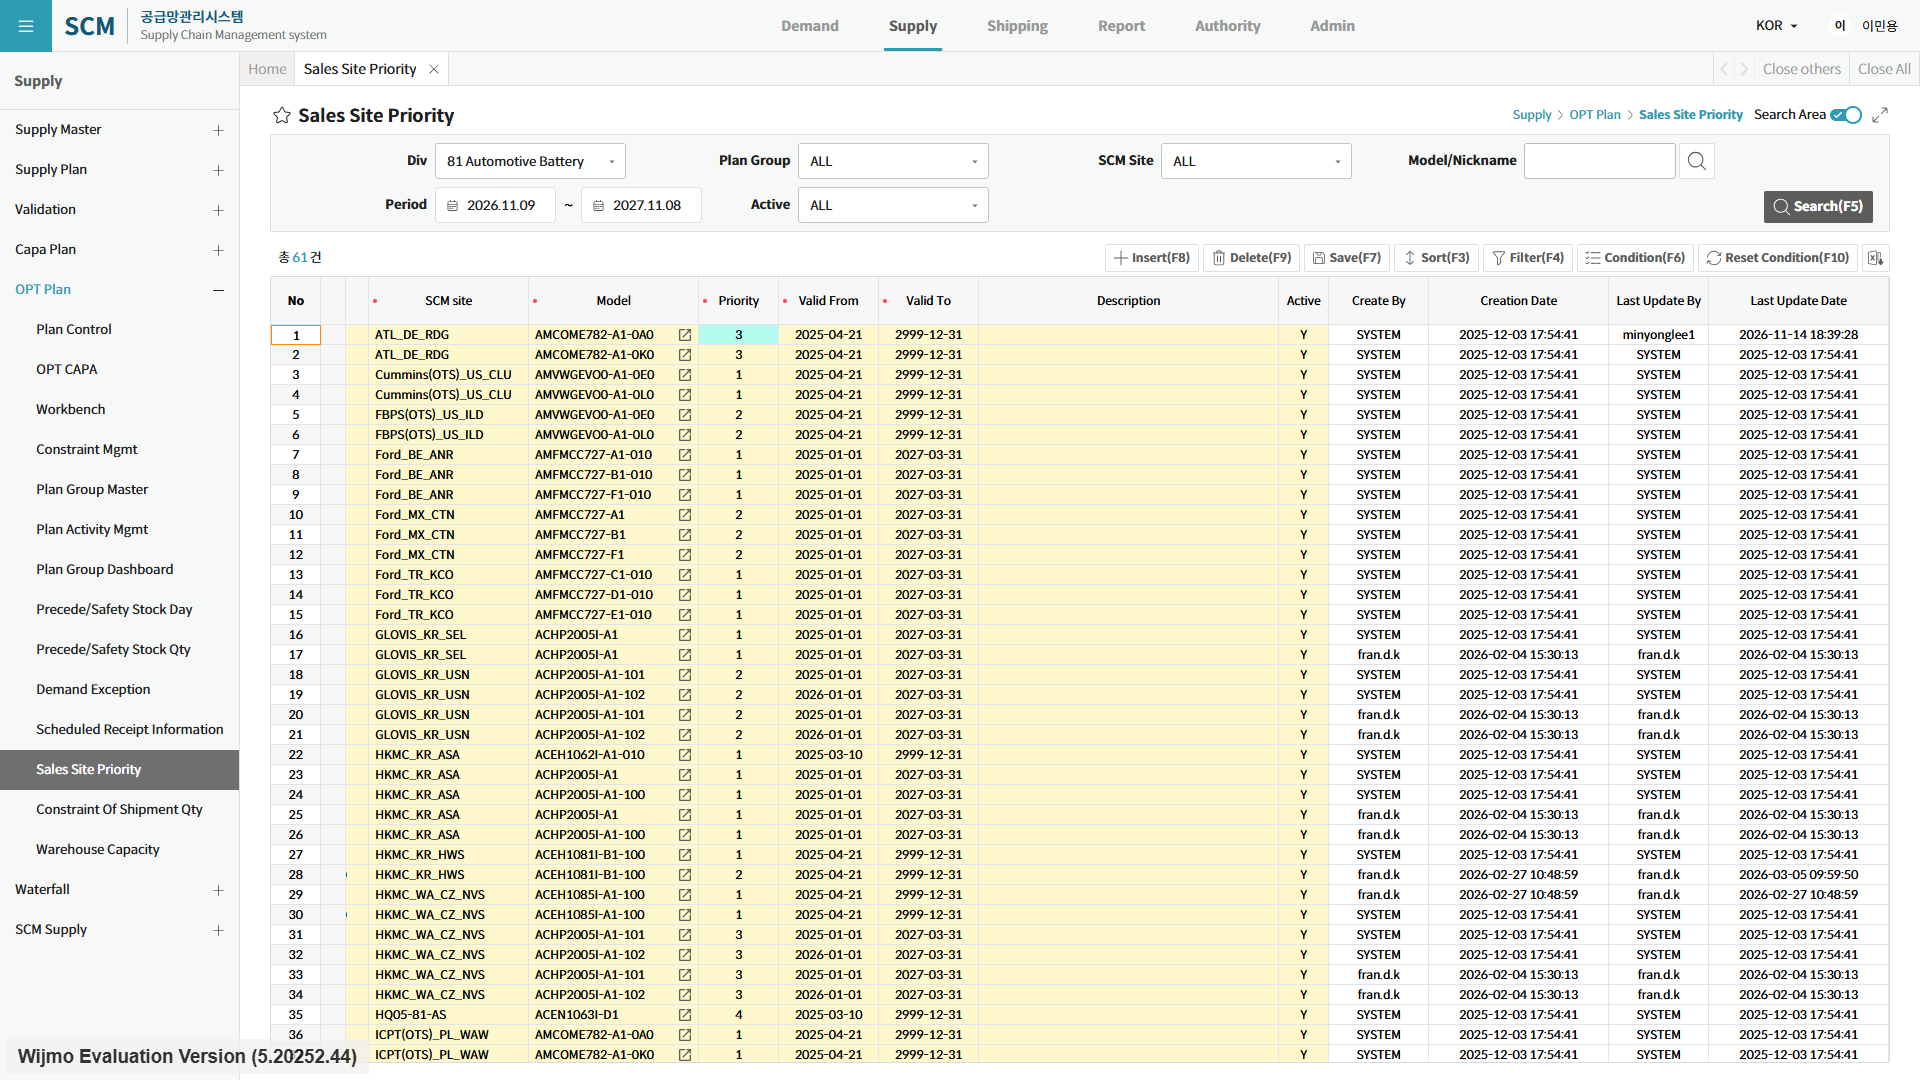 SCM 공급망관리시스템 Supply Chain Management system
Demand Supply Shipping Report Authority Admin KOR 이 이민용
Supply
Supply Master
Supply Plan
Validation
Capa Plan
OPT Plan
Plan Control
OPT CAPA
Workbench
Constraint Mgmt
Plan Group Master
Plan Activity Mgmt
Plan Group Dashboard
Precede/Safety Stock Day
Precede/Safety Stock Qty
Demand Exception
Scheduled Receipt Information
Sales Site Priority
Constraint Of Shipment Qty
Warehouse Capacity
Waterfall
SCM Supply
Home Sales Site Priority Close others Close All
Sales Site Priority Supply > OPT Plan > Sales Site Priority Search Area
Div 81 Automotive Battery Plan Group ALL SCM Site ALL Model/Nickname
Period 2026.11.09 ~ 2027.11.08 Active ALL Search(F5)
총 61 건 Insert(F8) Delete(F9) Save(F7) Sort(F3) Filter(F4) Condition(F6) Reset Condition(F10)
No SCM site Model Priority Valid From Valid To Description Active Create By Creation Date Last Update By Last Update Date
1 ATL_DE_RDG AMCOME782-A1-0A0 3 2025-04-21 2999-12-31 Y SYSTEM 2025-12-03 17:54:41 minyonglee1 2026-11-14 18:39:28
2 ATL_DE_RDG AMCOME782-A1-0K0 3 2025-04-21 2999-12-31 Y SYSTEM 2025-12-03 17:54:41 SYSTEM 2025-12-03 17:54:41
3 Cummins(OTS)_US_CLU AMVWGEVO0-A1-0E0 1 2025-04-21 2999-12-31 Y SYSTEM 2025-12-03 17:54:41 SYSTEM 2025-12-03 17:54:41
4 Cummins(OTS)_US_CLU AMVWGEVO0-A1-0L0 1 2025-04-21 2999-12-31 Y SYSTEM 2025-12-03 17:54:41 SYSTEM 2025-12-03 17:54:41
5 FBPS(OTS)_US_ILD AMVWGEVO0-A1-0E0 2 2025-04-21 2999-12-31 Y SYSTEM 2025-12-03 17:54:41 SYSTEM 2025-12-03 17:54:41
6 FBPS(OTS)_US_ILD AMVWGEVO0-A1-0L0 2 2025-04-21 2999-12-31 Y SYSTEM 2025-12-03 17:54:41 SYSTEM 2025-12-03 17:54:41
7 Ford_BE_ANR AMFMCC727-A1-010 1 2025-01-01 2027-03-31 Y SYSTEM 2025-12-03 17:54:41 SYSTEM 2025-12-03 17:54:41
8 Ford_BE_ANR AMFMCC727-B1-010 1 2025-01-01 2027-03-31 Y SYSTEM 2025-12-03 17:54:41 SYSTEM 2025-12-03 17:54:41
9 Ford_BE_ANR AMFMCC727-F1-010 1 2025-01-01 2027-03-31 Y SYSTEM 2025-12-03 17:54:41 SYSTEM 2025-12-03 17:54:41
10 Ford_MX_CTN AMFMCC727-A1 2 2025-01-01 2027-03-31 Y SYSTEM 2025-12-03 17:54:41 SYSTEM 2025-12-03 17:54:41
11 Ford_MX_CTN AMFMCC727-B1 2 2025-01-01 2027-03-31 Y SYSTEM 2025-12-03 17:54:41 SYSTEM 2025-12-03 17:54:41
12 Ford_MX_CTN AMFMCC727-F1 2 2025-01-01 2027-03-31 Y SYSTEM 2025-12-03 17:54:41 SYSTEM 2025-12-03 17:54:41
13 Ford_TR_KCO AMFMCC727-C1-010 1 2025-01-01 2027-03-31 Y SYSTEM 2025-12-03 17:54:41 SYSTEM 2025-12-03 17:54:41
14 Ford_TR_KCO AMFMCC727-D1-010 1 2025-01-01 2027-03-31 Y SYSTEM 2025-12-03 17:54:41 SYSTEM 2025-12-03 17:54:41
15 Ford_TR_KCO AMFMCC727-E1-010 1 2025-01-01 2027-03-31 Y SYSTEM 2025-12-03 17:54:41 SYSTEM 2025-12-03 17:54:41
16 GLOVIS_KR_SEL ACHP2005I-A1 1 2025-01-01 2027-03-31 Y SYSTEM 2025-12-03 17:54:41 SYSTEM 2025-12-03 17:54:41
17 GLOVIS_KR_SEL ACHP2005I-A1 1 2025-01-01 2027-03-31 Y fran.d.k 2026-02-04 15:30:13 fran.d.k 2026-02-04 15:30:13
18 GLOVIS_KR_USN ACHP2005I-A1-101 2 2025-01-01 2027-03-31 Y SYSTEM 2025-12-03 17:54:41 SYSTEM 2025-12-03 17:54:41
19 GLOVIS_KR_USN ACHP2005I-A1-102 2 2026-01-01 2027-03-31 Y SYSTEM 2025-12-03 17:54:41 SYSTEM 2025-12-03 17:54:41
20 GLOVIS_KR_USN ACHP2005I-A1-101 2 2025-01-01 2027-03-31 Y fran.d.k 2026-02-04 15:30:13 fran.d.k 2026-02-04 15:30:13
21 GLOVIS_KR_USN ACHP2005I-A1-102 2 2026-01-01 2027-03-31 Y fran.d.k 2026-02-04 15:30:13 fran.d.k 2026-02-04 15:30:13
22 HKMC_KR_ASA ACEH1062I-A1-010 1 2025-03-10 2999-12-31 Y SYSTEM 2025-12-03 17:54:41 SYSTEM 2025-12-03 17:54:41
23 HKMC_KR_ASA ACHP2005I-A1 1 2025-01-01 2027-03-31 Y SYSTEM 2025-12-03 17:54:41 SYSTEM 2025-12-03 17:54:41
24 HKMC_KR_ASA ACHP2005I-A1-100 1 2025-01-01 2027-03-31 Y SYSTEM 2025-12-03 17:54:41 SYSTEM 2025-12-03 17:54:41
25 HKMC_KR_ASA ACHP2005I-A1 1 2025-01-01 2027-03-31 Y fran.d.k 2026-02-04 15:30:13 fran.d.k 2026-02-04 15:30:13
26 HKMC_KR_ASA ACHP2005I-A1-100 1 2025-01-01 2027-03-31 Y fran.d.k 2026-02-04 15:30:13 fran.d.k 2026-02-04 15:30:13
27 HKMC_KR_HWS ACEH1081I-B1-100 1 2025-04-21 2999-12-31 Y SYSTEM 2025-12-03 17:54:41 SYSTEM 2025-12-03 17:54:41
28 HKMC_KR_HWS ACEH1081I-B1-100 2 2025-04-21 2999-12-31 Y fran.d.k 2026-02-27 10:48:59 fran.d.k 2026-03-05 09:59:50
29 HKMC_WA_CZ_NVS ACEH1085I-A1-100 1 2025-04-21 2999-12-31 Y fran.d.k 2026-02-27 10:48:59 fran.d.k 2026-02-27 10:48:59
30 HKMC_WA_CZ_NVS ACEH1085I-A1-100 1 2025-04-21 2999-12-31 Y SYSTEM 2025-12-03 17:54:41 SYSTEM 2025-12-03 17:54:41
31 HKMC_WA_CZ_NVS ACHP2005I-A1-101 3 2025-01-01 2027-03-31 Y SYSTEM 2025-12-03 17:54:41 SYSTEM 2025-12-03 17:54:41
32 HKMC_WA_CZ_NVS ACHP2005I-A1-102 3 2026-01-01 2027-03-31 Y SYSTEM 2025-12-03 17:54:41 SYSTEM 2025-12-03 17:54:41
33 HKMC_WA_CZ_NVS ACHP2005I-A1-101 3 2025-01-01 2027-03-31 Y fran.d.k 2026-02-04 15:30:13 fran.d.k 2026-02-04 15:30:13
34 HKMC_WA_CZ_NVS ACHP2005I-A1-102 3 2026-01-01 2027-03-31 Y fran.d.k 2026-02-04 15:30:13 fran.d.k 2026-02-04 15:30:13
35 HQ05-81-AS ACEN1063I-D1 4 2025-03-10 2999-12-31 Y SYSTEM 2025-12-03 17:54:41 SYSTEM 2025-12-03 17:54:41
36 ICPT(OTS)_PL_WAW AMCOME782-A1-0A0 1 2025-04-21 2999-12-31 Y SYSTEM 2025-12-03 17:54:41 SYSTEM 2025-12-03 17:54:41
ICPT(OTS)_PL_WAW AMCOME782-A1-0K0 1 2025-04-21 2999-12-31 Y SYSTEM 2025-12-03 17:54:41 SYSTEM 2025-12-03 17:54:41
Wijmo Evaluation Version (5.20252.44)